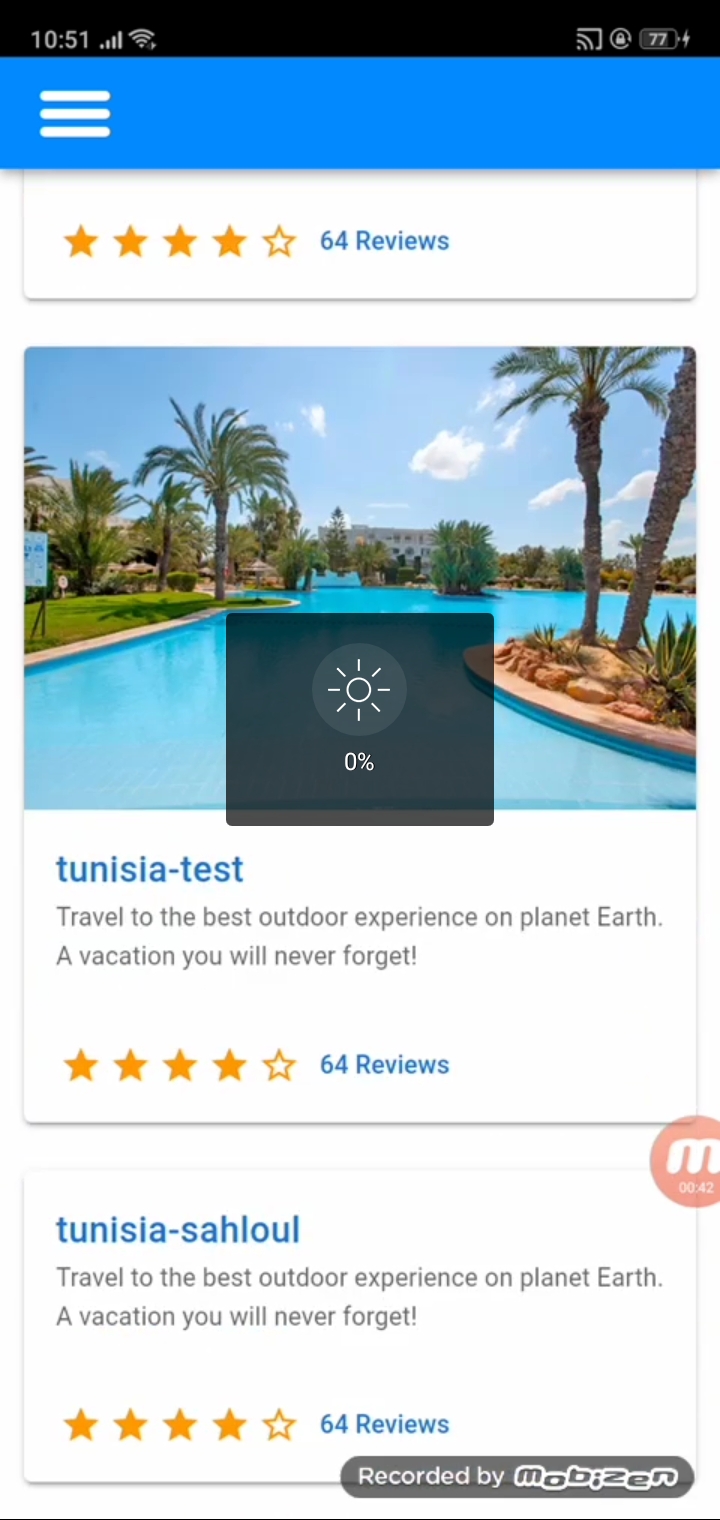 10:51
77
64 Reviews
0%
tunisia-test
Travel to the best outdoor experience on planet Earth.
A vacation you will never forget!
64 Reviews
00:42
tunisia-sahloul
Travel to the best outdoor experience on planet Earth.
A vacation you will never forget!
64 Reviews
Recorded by mobizen